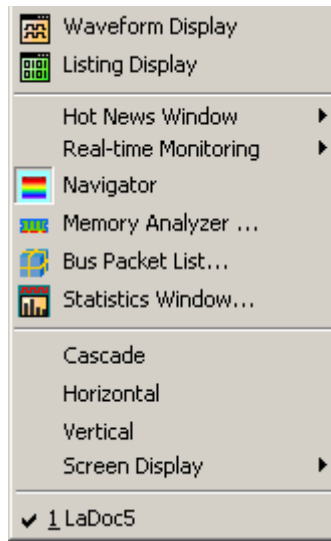 Waveform Display
Listing Display
Hot News Window
Real-time Monitoring
Navigator
Memory Analyzer ...
Bus Packet List...
Statistics Window...
Cascade
Horizontal
Vertical
Screen Display
1 LaDoc5